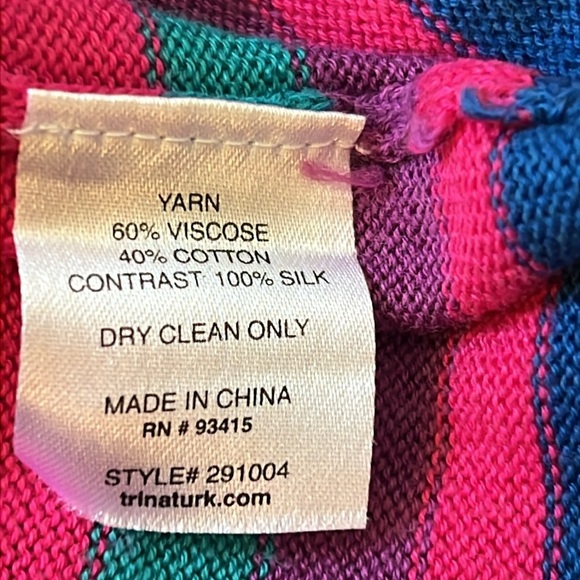 YARN
60% VISCOSE
40% COTTON
CONTRAST 100% SILK
DRY CLEAN ONLY
MADE IN CHINA
RN # 93415
STYLE# 291004
trinaturk.com